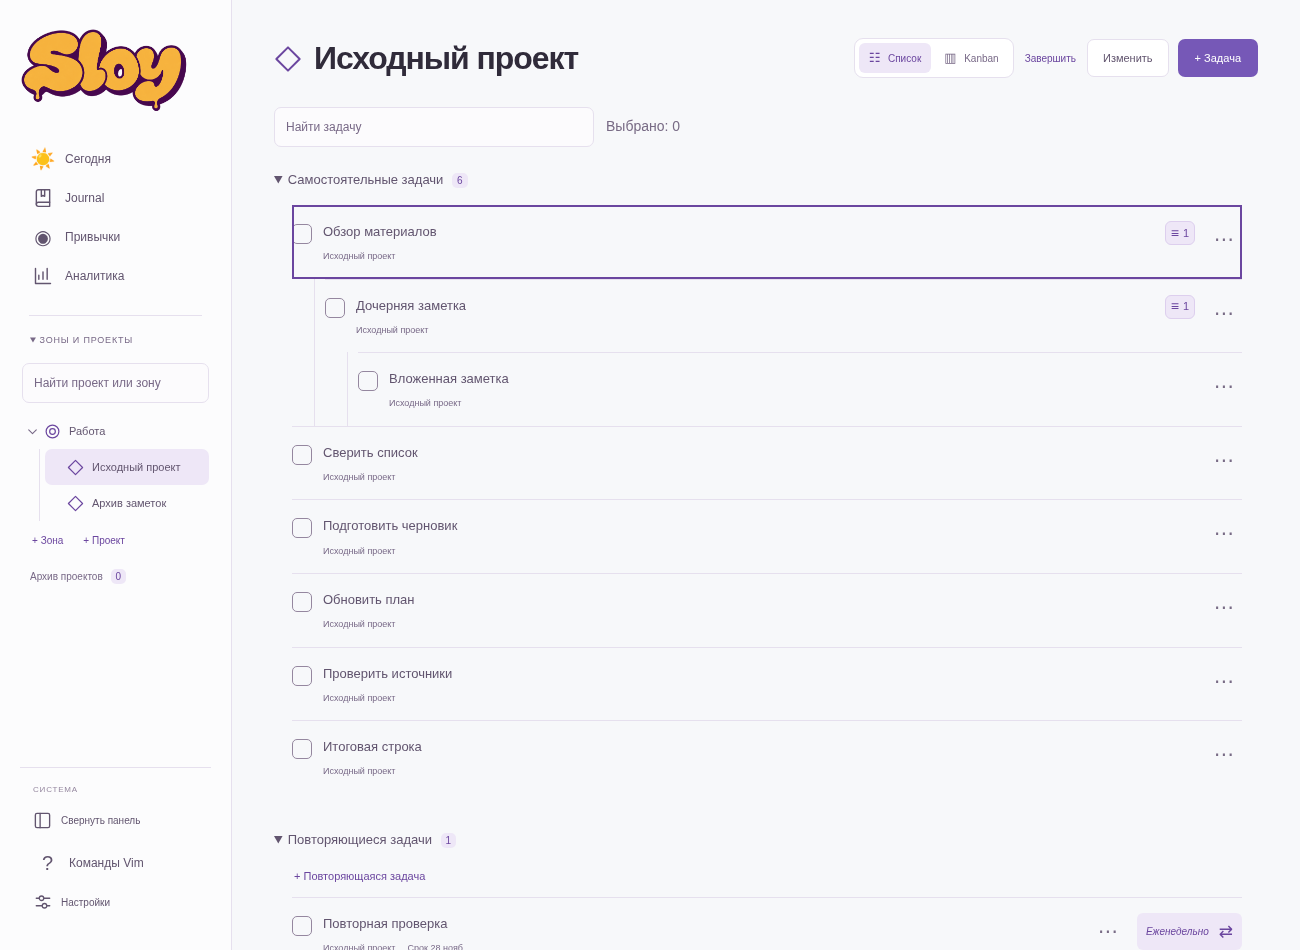 Sloy
Сегодня
Journal
Привычки
Аналитика
ЗОНЫ И ПРОЕКТЫ
Найти проект или зону
Работа
Исходный проект
Архив заметок
+ Зона + Проект
Архив проектов 0
СИСТЕМА
Свернуть панель
? Команды Vim
Настройки
Исходный проект
Список Kanban Завершить Изменить + Задача
Найти задачу Выбрано: 0
Самостоятельные задачи 6
Обзор материалов 1 ...
Исходный проект
Дочерняя заметка 1 ...
Исходный проект
Вложенная заметка ...
Исходный проект
Сверить список ...
Исходный проект
Подготовить черновик ...
Исходный проект
Обновить план ...
Исходный проект
Проверить источники ...
Исходный проект
Итоговая строка ...
Исходный проект
Повторяющиеся задачи 1
+ Повторяющаяся задача
Повторная проверка ... Еженедельно
Исходный проект Срок 28 нояб.